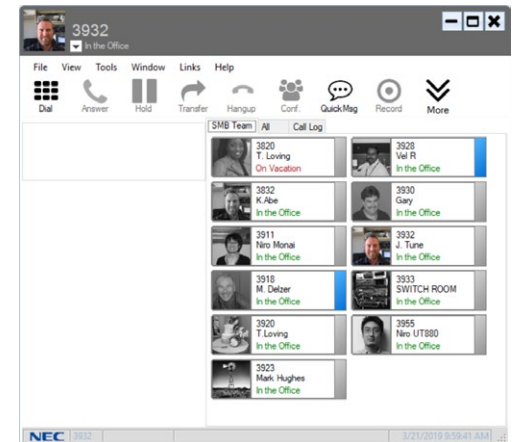 3932
In the Office
File View Tools Window Links Help
Dial Answer Hold Transfer Hangup Conf. Quick Msg Record More
SMB Team All Call Log
3820
T. Loving
On Vacation
3928
Vel R
In the Office
3832
K.Abe
In the Office
3930
Gary
In the Office
3911
Niro Monai
In the Office
3932
J. Tune
In the Office
3918
M. Delzer
In the Office
3933
SWITCH ROOM
In the Office
3920
T.Loving
In the Office
3955
Niro UT880
In the Office
3923
Mark Hughes
In the Office
NEC 3932 3/21/2019 9:59:41 AM